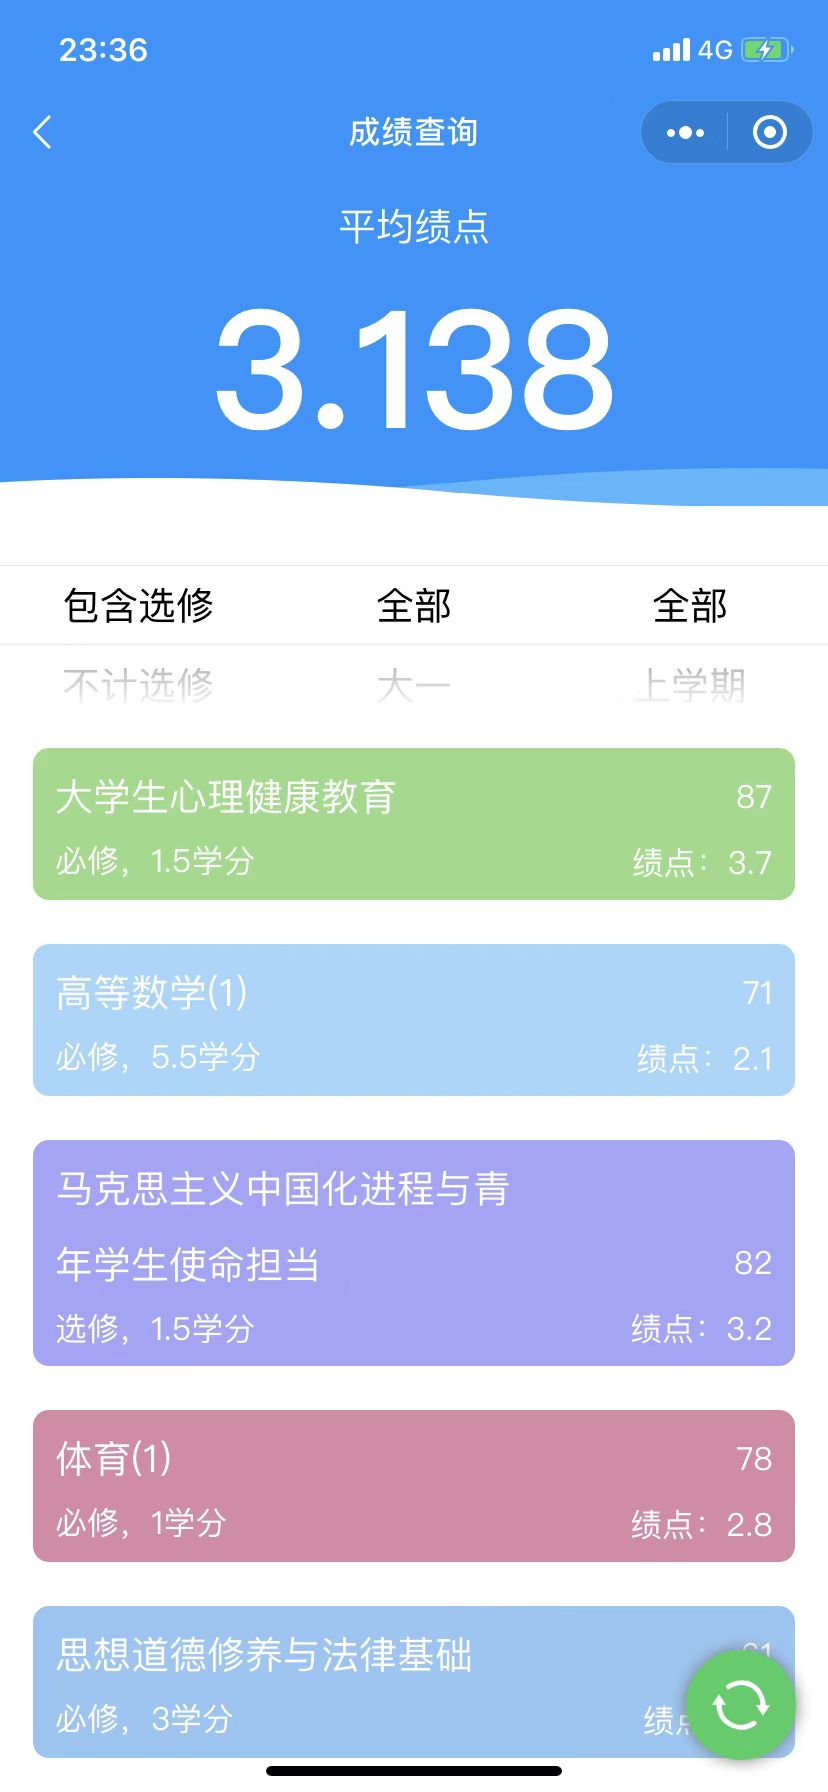 23:36
4G
成绩查询
平均绩点
3.138
包含选修 全部 全部
不计选修 大一 上学期
大学生心理健康教育 87
必修，1.5学分 绩点：3.7
高等数学(1) 71
必修，5.5学分 绩点：2.1
马克思主义中国化进程与青
年学生使命担当 82
选修，1.5学分 绩点：3.2
体育(1) 78
必修，1学分 绩点：2.8
思想道德修养与法律基础
必修，3学分 绩点